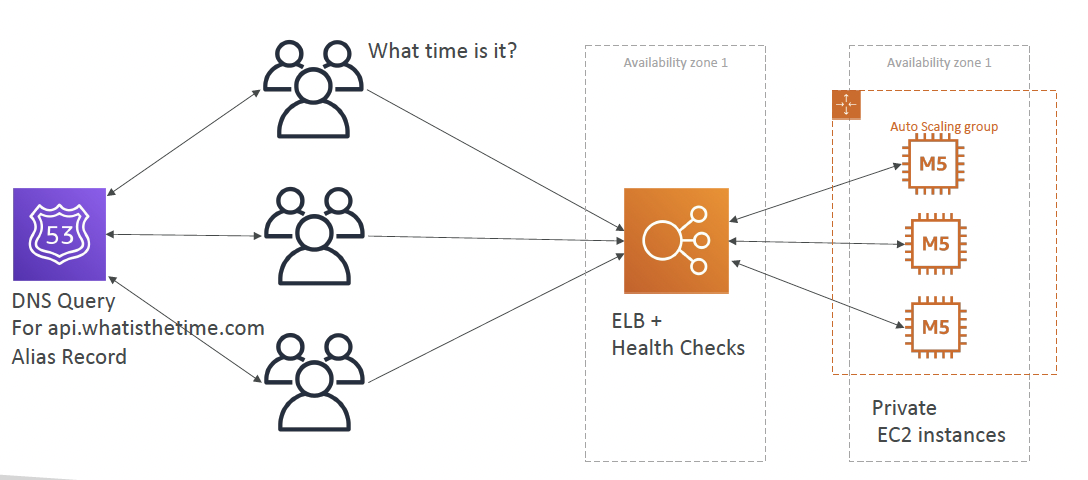 What time is it?
Availability zone 1
Availability zone 1
Auto Scaling group
M5
53
M5
DNS Query
For api.whatisthetime.com
Alias Record
ELB +
Health Checks
M5
Private
EC2 instances